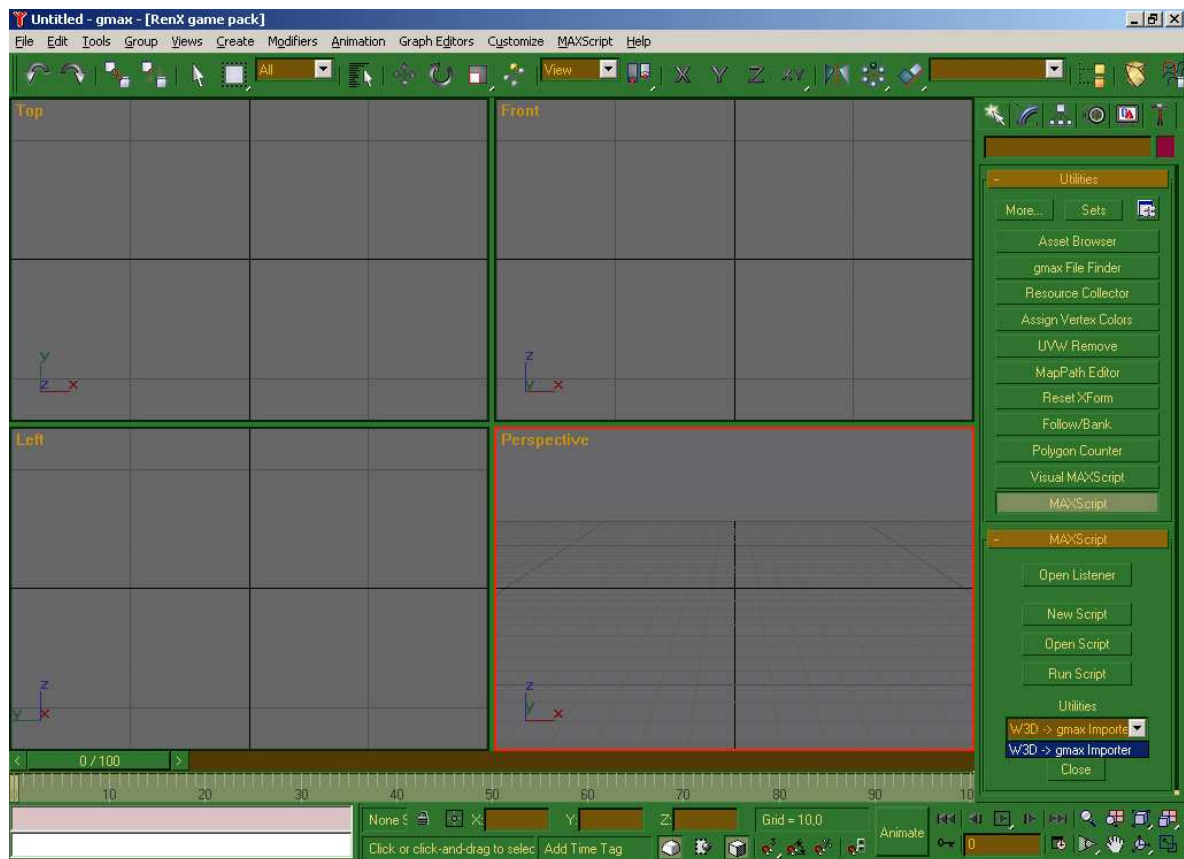 Untitled - gmax - [RenX game pack]
File Edit Tools Group Views Create Modifiers Animation Graph Editors Customize MAXScript Help
All View X Y Z XY
Top
Front
y
z x
z
y x
Left
Perspective
z
y x
z
y x
Utilities
More... Sets
Asset Browser
gmax File Finder
Resource Collector
Assign Vertex Colors
UVW Remove
MapPath Editor
Reset XForm
Follow/Bank
Polygon Counter
Visual MAXScript
MAXScript
MAXScript
Open Listener
New Script
Open Script
Run Script
Utilities
W3D -> gmax Importe
W3D -> gmax Importer
Close
< 0 / 100 >
10 20 30 40 50 60 70 80 90 10
None S X: Y: Z: Grid = 10,0
Animate
0
Click or click-and-drag to selec Add Time Tag